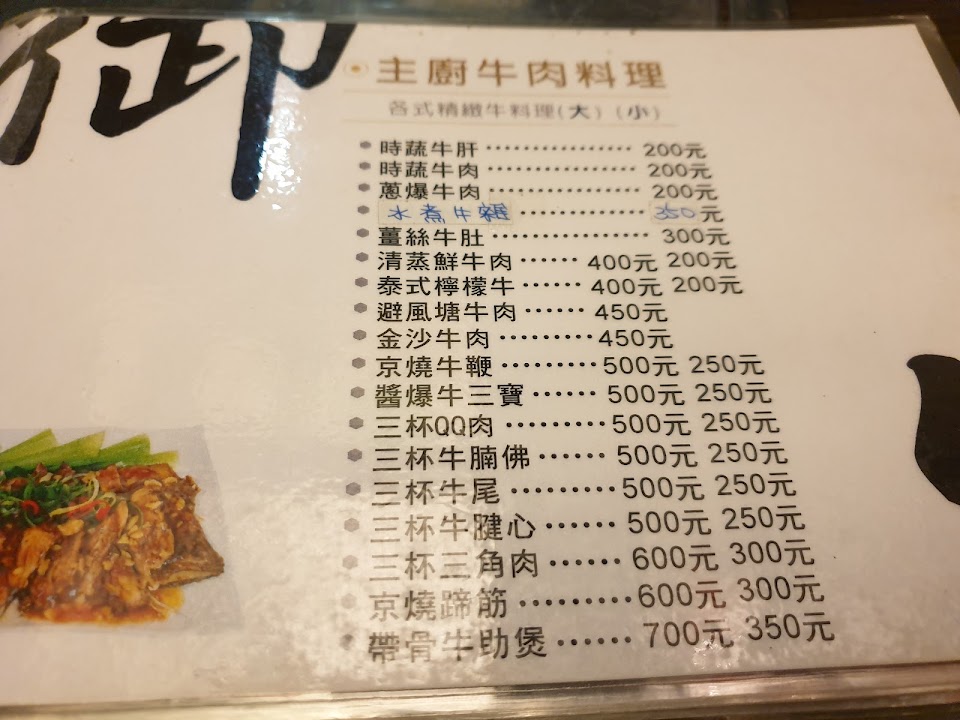 御
主廚牛肉料理
各式精緻牛料理(大)(小)
時蔬牛肝················ 200元
時蔬牛肉················ 200元
蔥爆牛肉················ 200元
水煮牛雜·············· 350元
薑絲牛肚················· 300元
清蒸鮮牛肉······ 400元 200元
泰式檸檬牛······ 400元 200元
避風塘牛肉······ 450元
金沙牛肉········· 450元
京燒牛鞭········· 500元 250元
醬爆牛三寶······ 500元 250元
三杯QQ肉········· 500元 250元
三杯牛腩佛······ 500元 250元
三杯牛尾········· 500元 250元
三杯牛腱心······ 500元 250元
三杯三角肉······ 600元 300元
京燒蹄筋········· 600元 300元
帶骨牛助煲······ 700元 350元